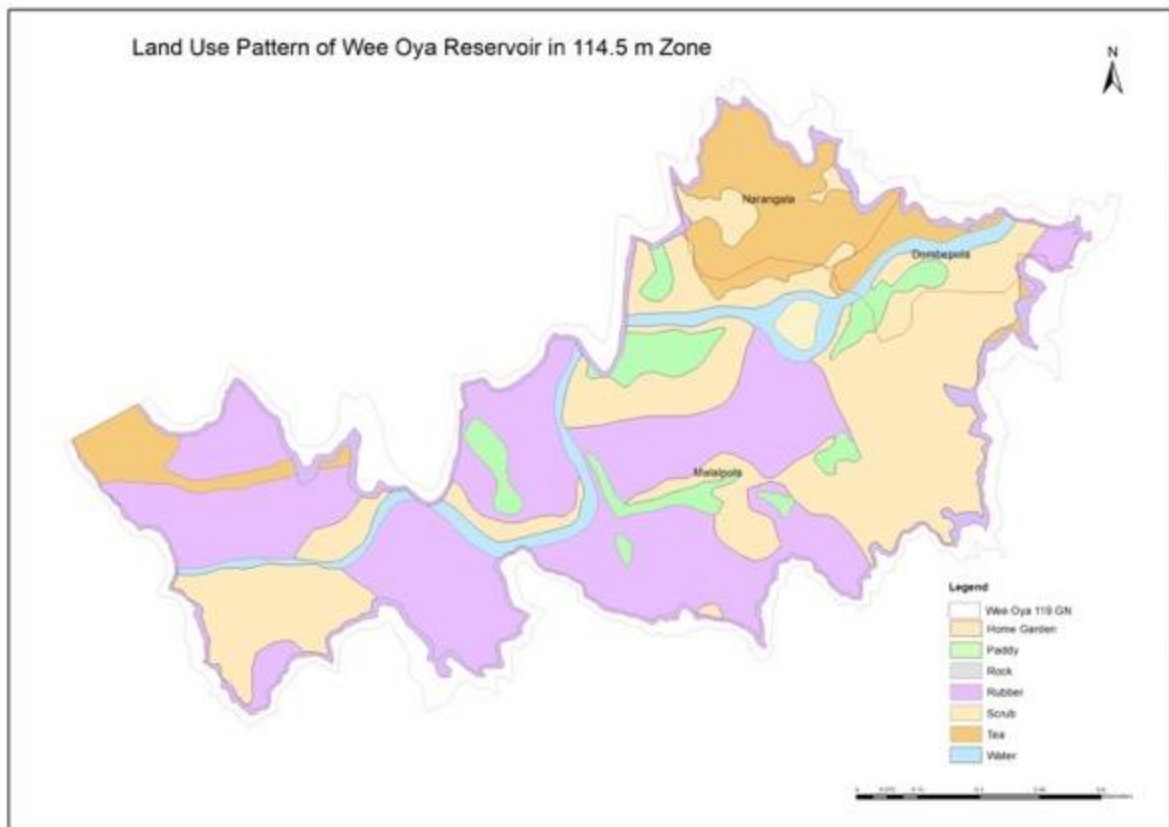 Land Use Pattern of Wee Oya Reservoir in 114.5 m Zone
N
Narangala
Dombepola
Malalpola
Legend
Wee Oya 119 GN
Home Garden
Paddy
Rock
Rubber
Scrub
Tea
Water